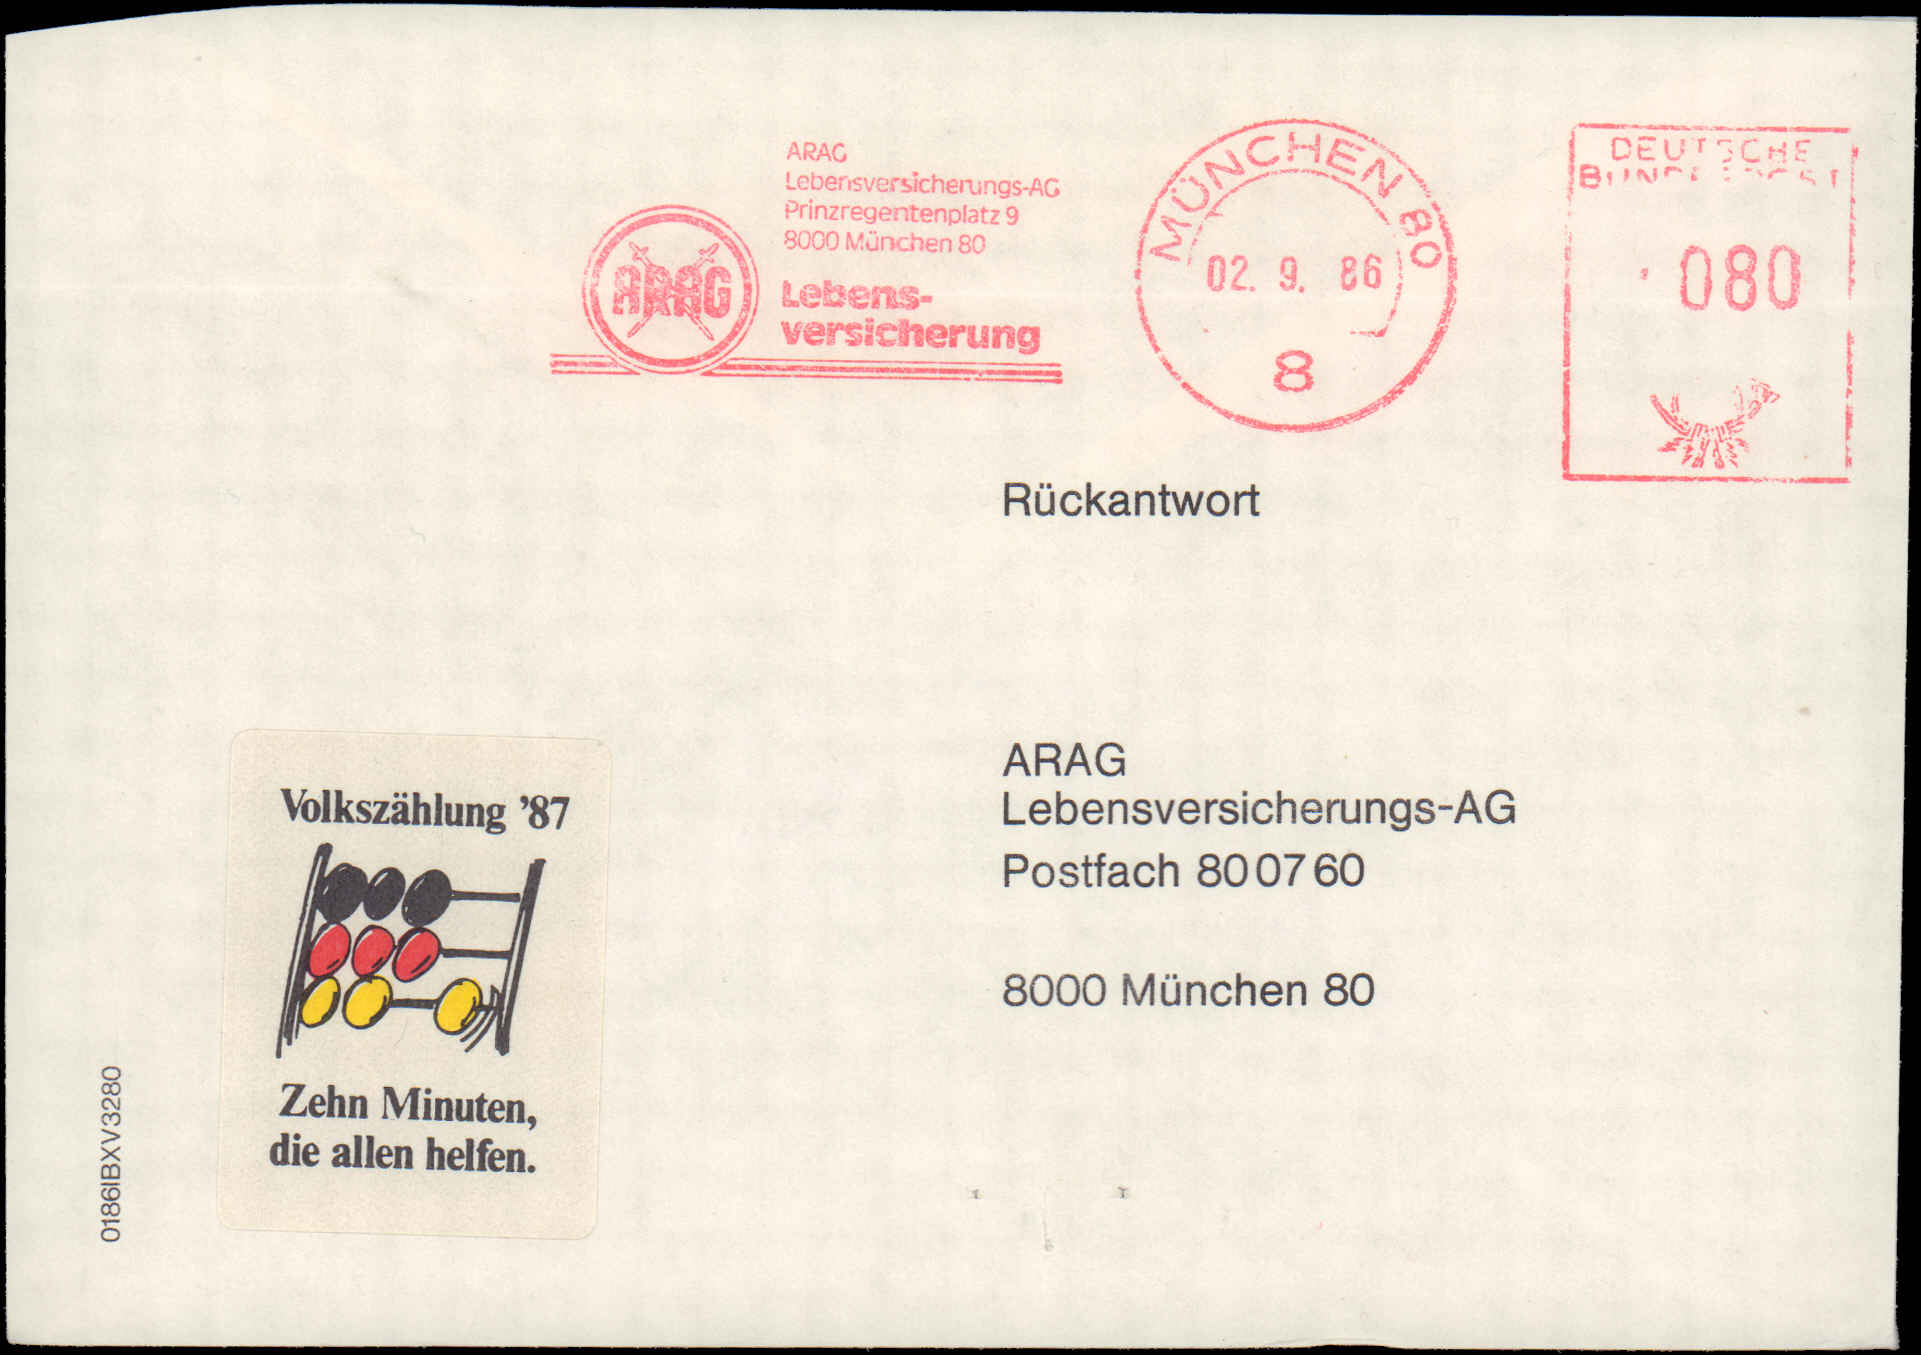 ARAG
Lebensversicherungs-AG
Prinzregentenplatz 9
8000 München 80
ARAG
Lebens-
versicherung
MÜNCHEN 80
02. 9. 86
8
DEUTSCHE
BUNDESPOST
080
Rückantwort
ARAG
Lebensversicherungs-AG
Postfach 80 07 60
8000 München 80
Volkszählung '87
Zehn Minuten,
die allen helfen.
0186IBXV3280